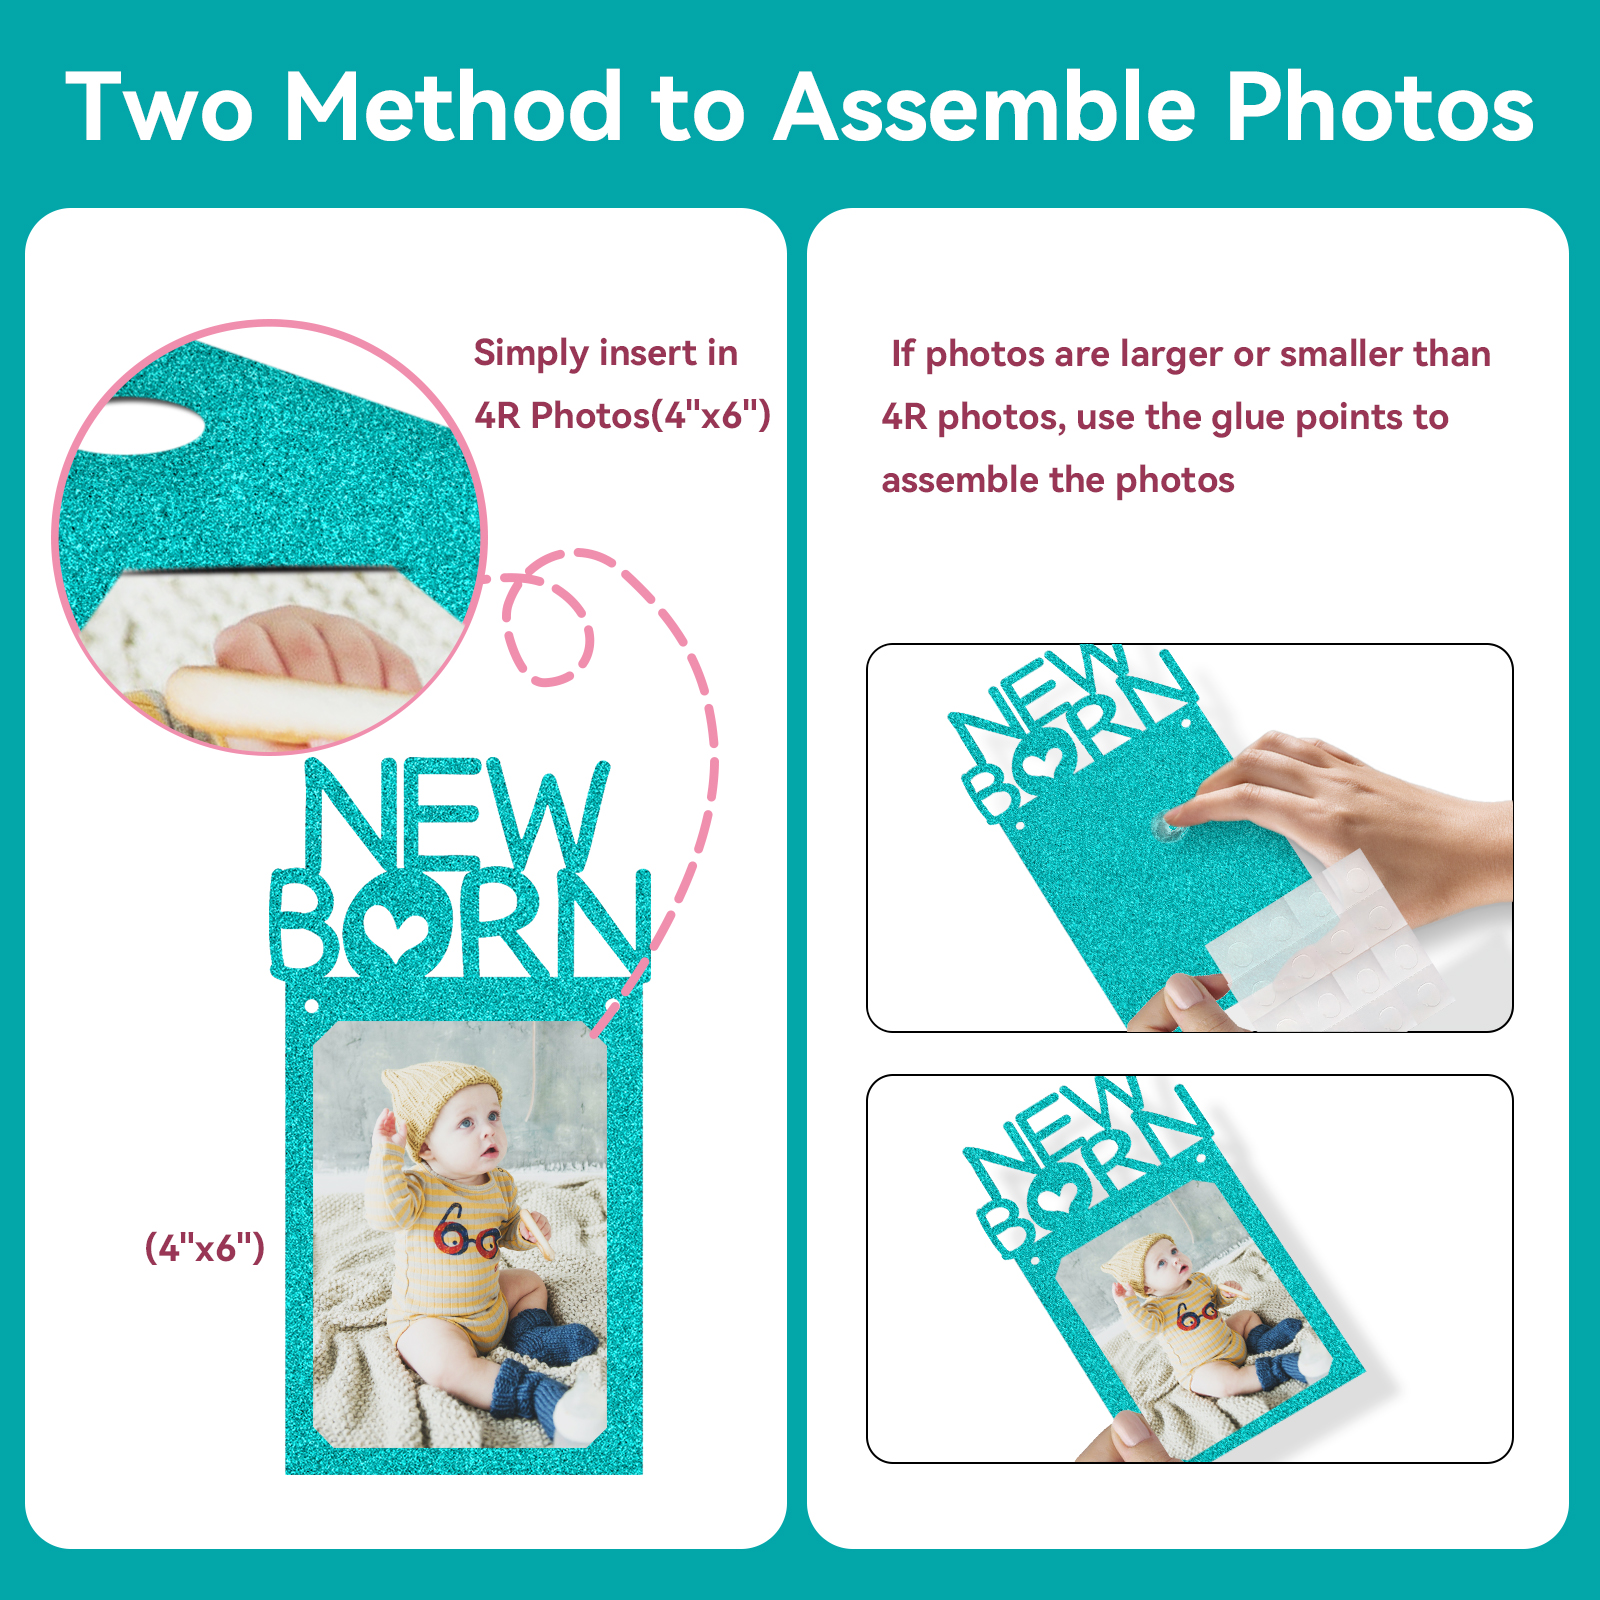 Two Method to Assemble Photos
Simply insert in
4R Photos(4"x6")
NEW
BORN
(4"x6")
If photos are larger or smaller than
4R photos, use the glue points to
assemble the photos
NEW
BORN
NEW
BORN